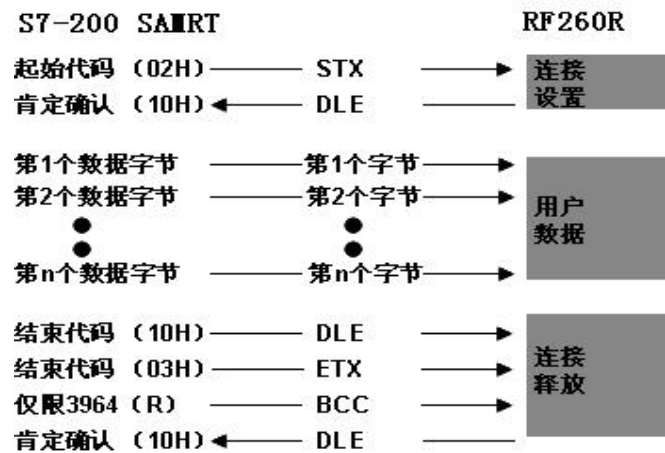 S7-200 SAMRT RF260R
起始代码 (02H) STX 连接
肯定确认 (10H) DLE 设置
第1个数据字节 第1个字节
第2个数据字节 第2个字节 用户
数据
第n个数据字节 第n个字节
结束代码 (10H) DLE
结束代码 (03H) ETX 连接
仅限3964 (R) BCC 释放
肯定确认 (10H) DLE